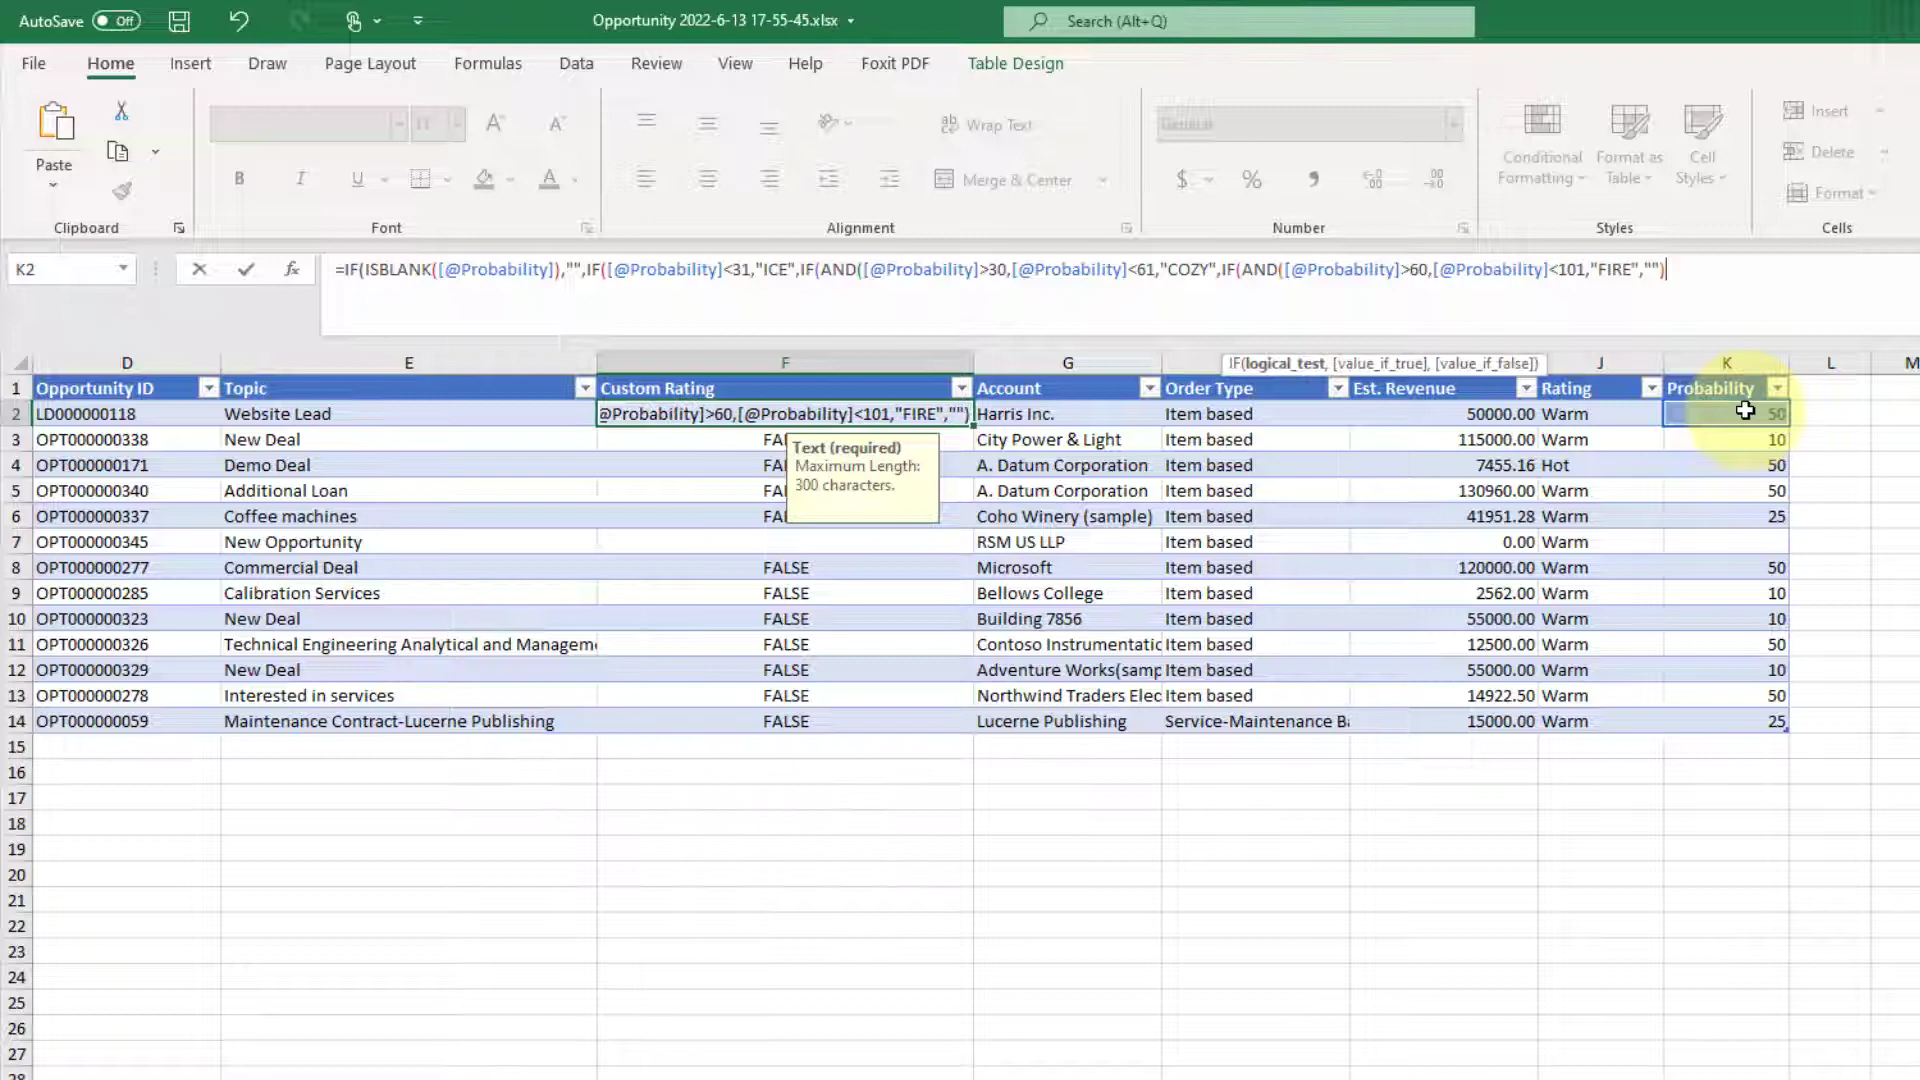 AutoSave Off Opportunity 2022-6-13 17-55-45.xlsx Search (Alt+Q)
File Home Insert Draw Page Layout Formulas Data Review View Help Foxit PDF Table Design
Paste
11 A A Wrap Text General Conditional Formatting Format as Table Cell Styles Insert
B I U A Merge & Center $ % Delete
Format
Clipboard Font Alignment Number Styles Cells
K2 fx =IF(ISBLANK([@Probability]),"",IF([@Probability]<31,"ICE",IF(AND([@Probability]>30,[@Probability]<61,"COZY",IF(AND([@Probability]>60,[@Probability]<101,"FIRE","")
IF(logical_test, [value_if_true], [value_if_false])
D E F G J K L M
1 Opportunity ID Topic Custom Rating Account Order Type Est. Revenue Rating Probability
2 LD000000118 Website Lead @Probability]>60,[@Probability]<101,"FIRE","") Harris Inc. Item based 50000.00 Warm 50
3 OPT000000338 New Deal FAL City Power & Light Item based 115000.00 Warm 10
4 OPT000000171 Demo Deal FAL A. Datum Corporation Item based 7455.16 Hot 50
5 OPT000000340 Additional Loan FAL A. Datum Corporation Item based 130960.00 Warm 50
6 OPT000000337 Coffee machines FAL Coho Winery (sample) Item based 41951.28 Warm 25
Text (required)
Maximum Length:
300 characters.
7 OPT000000345 New Opportunity RSM US LLP Item based 0.00 Warm
8 OPT000000277 Commercial Deal FALSE Microsoft Item based 120000.00 Warm 50
9 OPT000000285 Calibration Services FALSE Bellows College Item based 2562.00 Warm 10
10 OPT000000323 New Deal FALSE Building 7856 Item based 55000.00 Warm 10
11 OPT000000326 Technical Engineering Analytical and Managem FALSE Contoso Instrumentatic Item based 12500.00 Warm 50
12 OPT000000329 New Deal FALSE Adventure Works(samp Item based 55000.00 Warm 10
13 OPT000000278 Interested in services FALSE Northwind Traders Elec Item based 14922.50 Warm 50
14 OPT000000059 Maintenance Contract-Lucerne Publishing FALSE Lucerne Publishing Service-Maintenance Ba 15000.00 Warm 25
15
16
17
18
19
20
21
22
23
24
25
26
27
28